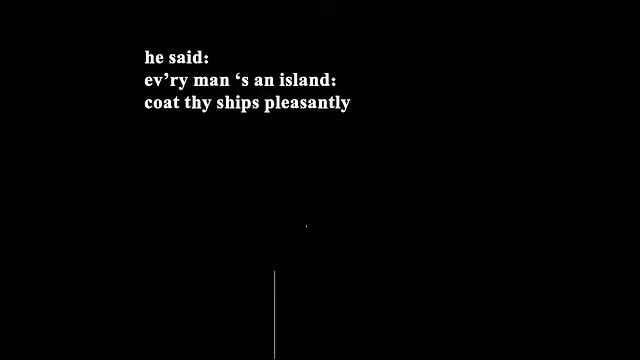 he said:
ev’ry man ‘s an island:
coat thy ships pleasantly